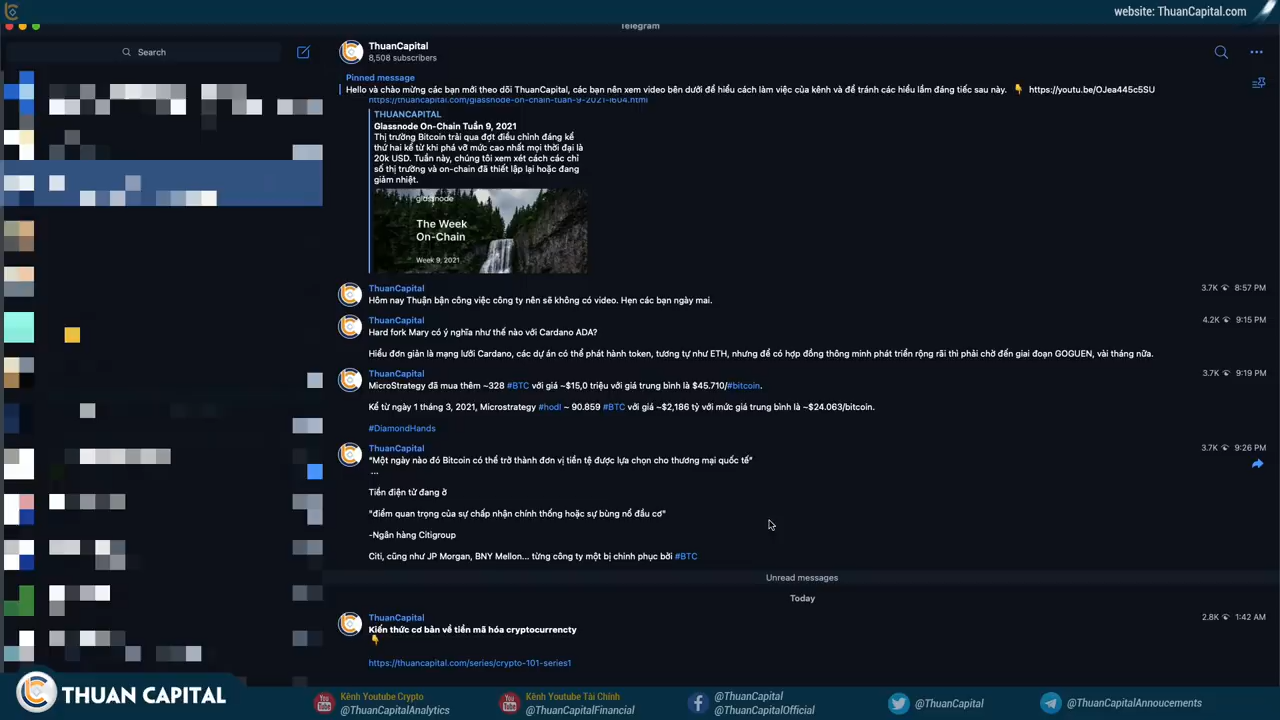 website: ThuanCapital.com
Telegram
Search
ThuanCapital
8,508 subscribers
Pinned message
Hello và chào mừng các bạn mới theo dõi ThuanCapital, các bạn nên xem video bên dưới để hiểu cách làm việc của kênh và để tránh các hiểu lầm đáng tiếc sau này. 👇 https://youtu.be/OJea445c5SU
https://thuancapital.com/glassnode-on-chain-tuan-9-2021-i604.html
THUANCAPITAL
Glassnode On-Chain Tuần 9, 2021
Thị trường Bitcoin trải qua đợt điều chỉnh đáng kể
thứ hai kể từ khi phá vỡ mức cao nhất mọi thời đại là
20k USD. Tuần này, chúng tôi xem xét cách các chỉ
số thị trường và on-chain đã thiết lập lại hoặc đang
giảm nhiệt.
glassnode
The Week
On-Chain
Week 9, 2021
ThuanCapital
3.7K 8:57 PM
Hôm nay Thuận bận công việc công ty nên sẽ không có video. Hẹn các bạn ngày mai.
ThuanCapital
4.2K 9:15 PM
Hard fork Mary có ý nghĩa như thế nào với Cardano ADA?
Hiểu đơn giản là mạng lưới Cardano, các dự án có thể phát hành token, tương tự như ETH, nhưng để có hợp đồng thông minh phát triển rộng rãi thì phải chờ đến giai đoạn GOGUEN, vài tháng nữa.
ThuanCapital
3.7K 9:19 PM
MicroStrategy đã mua thêm ~328 #BTC với giá ~$15,0 triệu với giá trung bình là $45.710/#bitcoin.
Kể từ ngày 1 tháng 3, 2021, Microstrategy #hodl ~ 90.859 #BTC với giá ~$2,186 tỷ với mức giá trung bình là ~$24.063/bitcoin.
#DiamondHands
ThuanCapital
3.7K 9:26 PM
"Một ngày nào đó Bitcoin có thể trở thành đơn vị tiền tệ được lựa chọn cho thương mại quốc tế"
...
Tiền điện tử đang ở
"điểm quan trọng của sự chấp nhận chính thống hoặc sự bùng nổ đầu cơ"
-Ngân hàng Citigroup
Citi, cũng như JP Morgan, BNY Mellon... từng công ty một bị chinh phục bởi #BTC
Unread messages
Today
ThuanCapital
2.8K 1:42 AM
Kiến thức cơ bản về tiền mã hóa cryptocurrencty
👇
https://thuancapital.com/series/crypto-101-series1
THUAN CAPITAL
Kênh Youtube Crypto
@ThuanCapitalAnalytics
Kênh Youtube Tài Chính
@ThuanCapitalFinancial
@ThuanCapital
@ThuanCapitalOfficial
@ThuanCapital
@ThuanCapitalAnnoucements